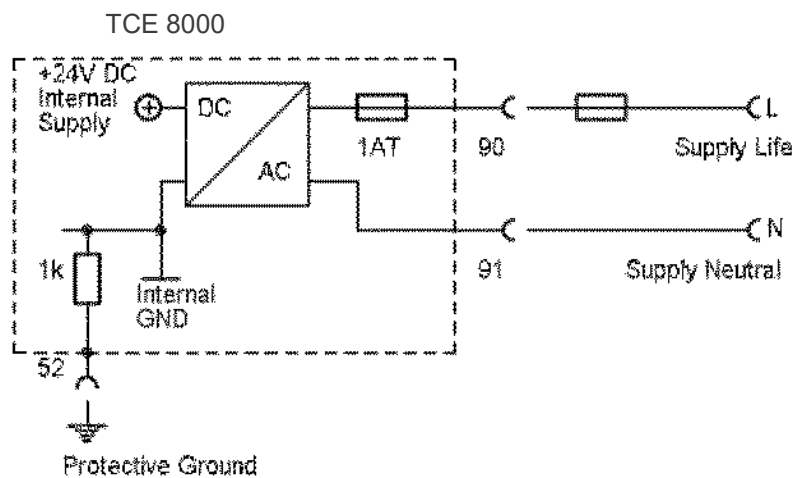 TCE 8000
+24V DC
Internal
Supply
DC
AC
1AT
90
L
Supply Life
N
91
Supply Neutral
1k
Internal
GND
52
Protective Ground